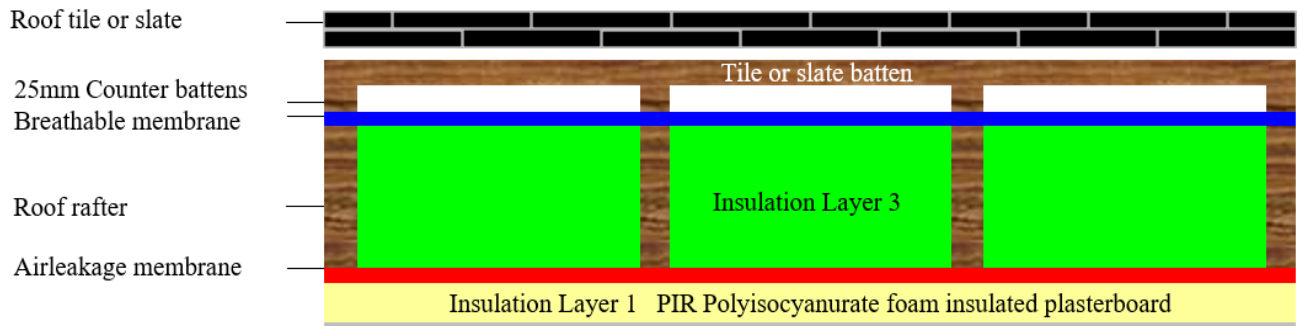 Roof tile or slate
Tile or slate batten
25mm Counter battens
Breathable membrane
Roof rafter
Insulation Layer 3
Airleakage membrane
Insulation Layer 1 PIR Polyisocyanurate foam insulated plasterboard